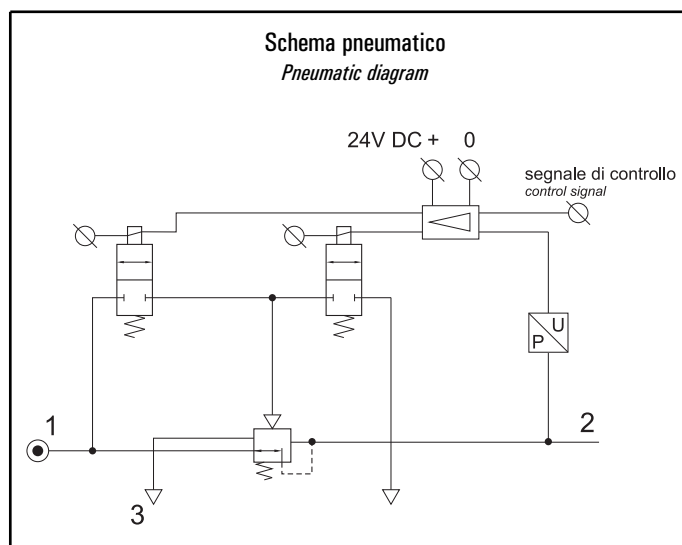 Schema pneumatico
Pneumatic diagram
24V DC + 0
segnale di controllo
control signal
U
P
1
2
3